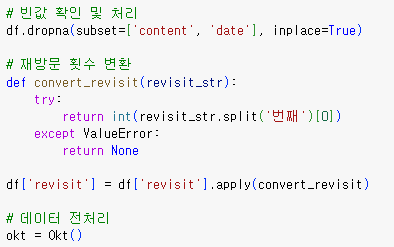 # 빈값 확인 및 처리
df.dropna(subset=['content', 'date'], inplace=True)
# 재방문 횟수 변환
def convert_revisit(revisit_str):
    try:
        return int(revisit_str.split('번째')[0])
    except ValueError:
        return None
df['revisit'] = df['revisit'].apply(convert_revisit)
# 데이터 전처리
okt = Okt()